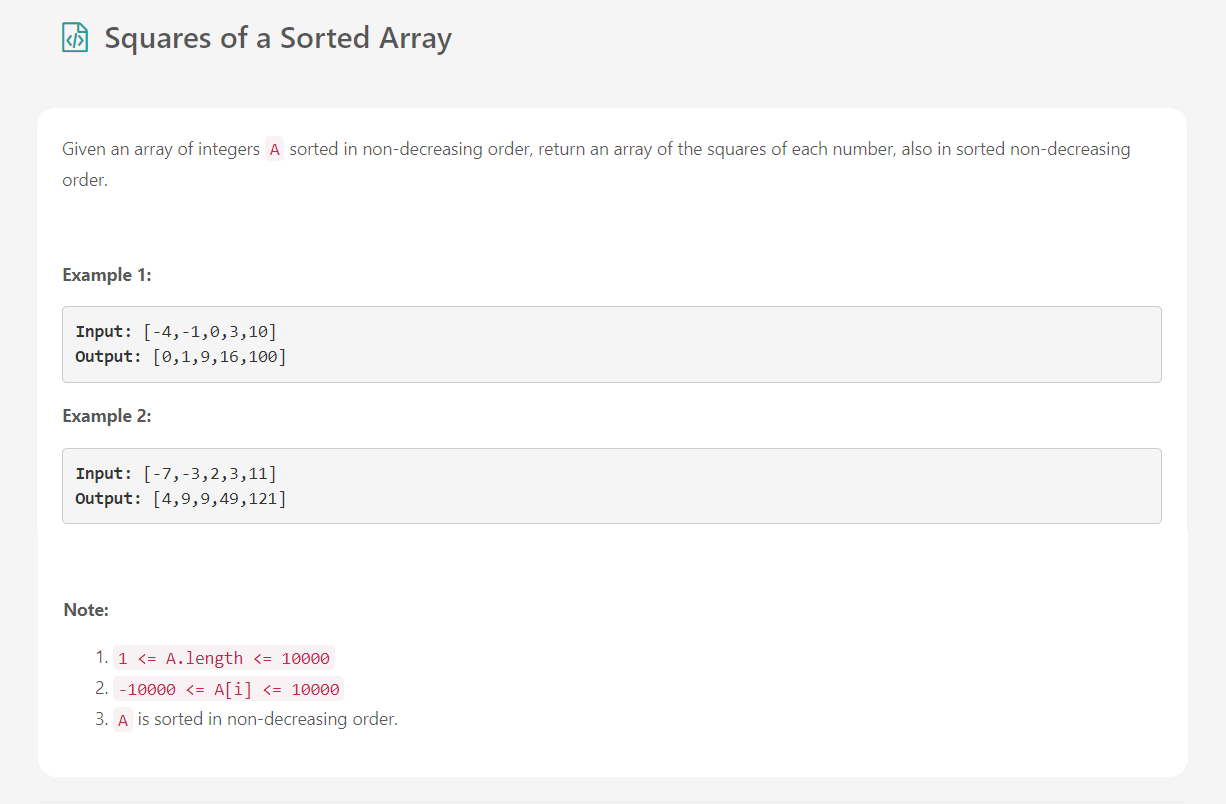 Squares of a Sorted Array
Given an array of integers A sorted in non-decreasing order, return an array of the squares of each number, also in sorted non-decreasing
order.
Example 1:
Input: [-4,-1,0,3,10]
Output: [0,1,9,16,100]
Example 2:
Input: [-7,-3,2,3,11]
Output: [4,9,9,49,121]
Note:
1. 1 <= A.length <= 10000
2. -10000 <= A[i] <= 10000
3. A is sorted in non-decreasing order.